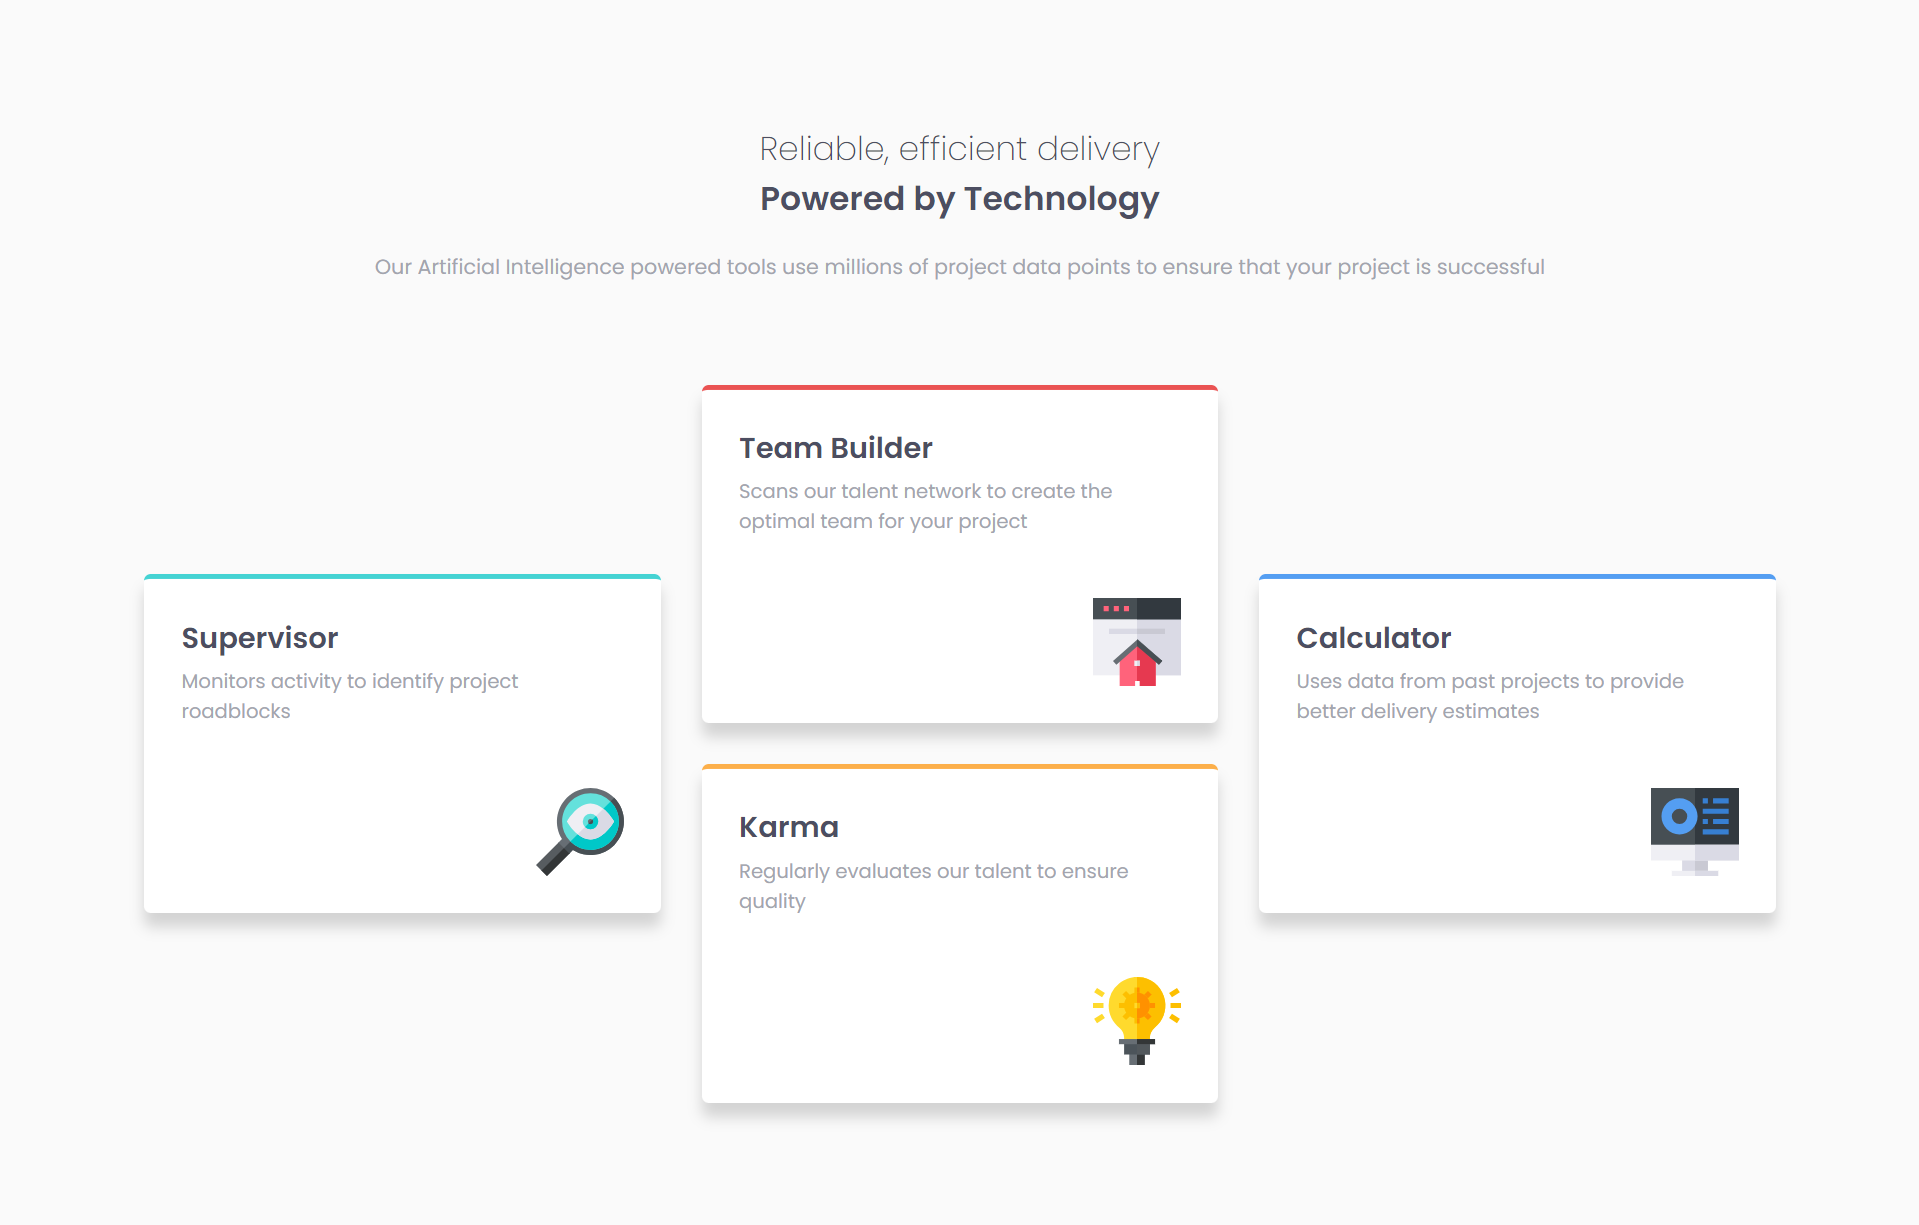 Reliable, efficient delivery
Powered by Technology
Our Artificial Intelligence powered tools use millions of project data points to ensure that your project is successful
Team Builder
Scans our talent network to create the
optimal team for your project
Supervisor
Monitors activity to identify project
roadblocks
Calculator
Uses data from past projects to provide
better delivery estimates
Karma
Regularly evaluates our talent to ensure
quality